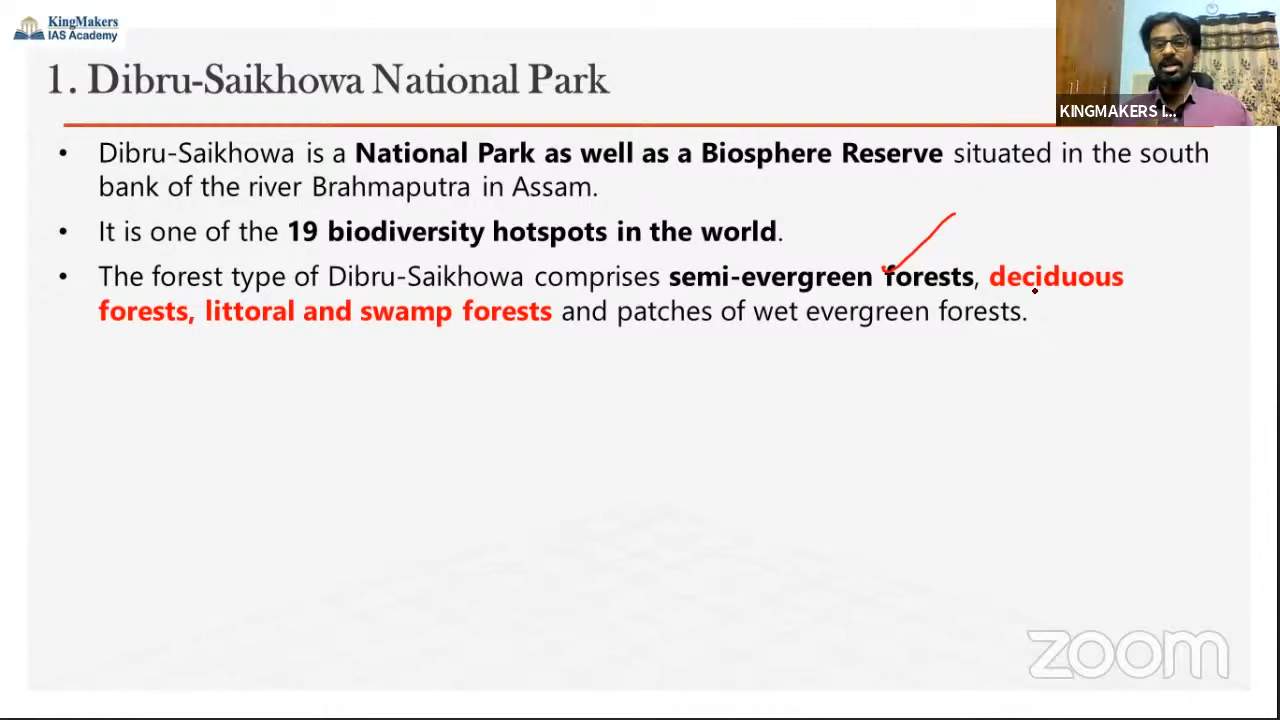 KingMakers
IAS Academy
1. Dibru-Saikhowa National Park
KINGMAKERS I...
• Dibru-Saikhowa is a National Park as well as a Biosphere Reserve situated in the south
bank of the river Brahmaputra in Assam.
• It is one of the 19 biodiversity hotspots in the world.
• The forest type of Dibru-Saikhowa comprises semi-evergreen forests, deciduous
forests, littoral and swamp forests and patches of wet evergreen forests.
zoom